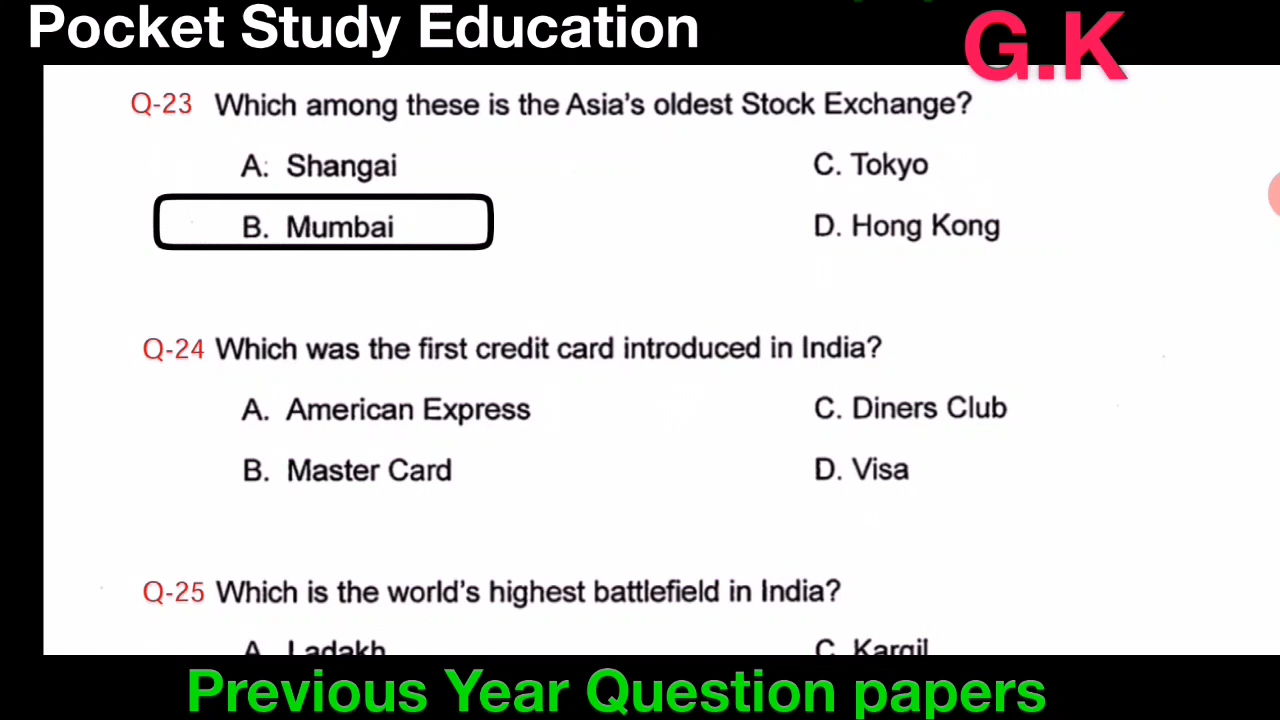 Pocket Study Education
G.K
Q-23 Which among these is the Asia's oldest Stock Exchange?
A. Shangai C. Tokyo
B. Mumbai D. Hong Kong
Q-24 Which was the first credit card introduced in India?
A. American Express C. Diners Club
B. Master Card D. Visa
Q-25 Which is the world's highest battlefield in India?
A. Ladakh C. Kargil
Previous Year Question papers